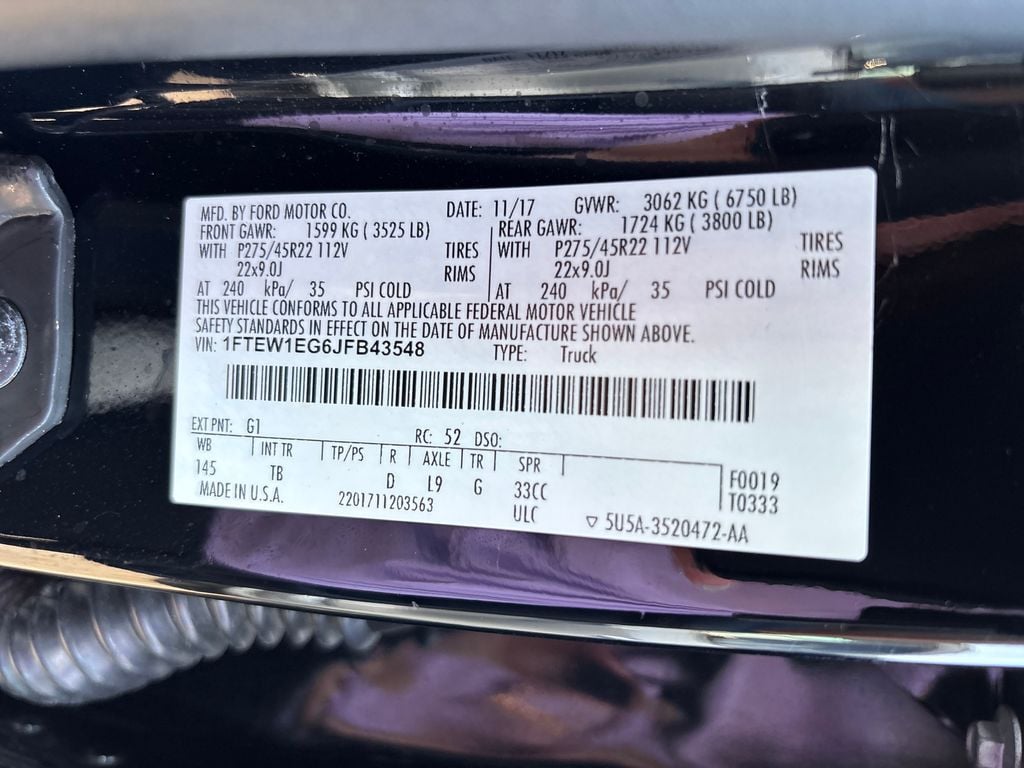 MFD. BY FORD MOTOR CO. DATE: 11/17 GVWR: 3062 KG ( 6750 LB)
FRONT GAWR: 1599 KG ( 3525 LB) REAR GAWR: 1724 KG ( 3800 LB)
WITH P275/45R22 112V TIRES WITH P275/45R22 112V TIRES
22x9.0J RIMS 22x9.0J RIMS
AT 240 kPa/ 35 PSI COLD AT 240 kPa/ 35 PSI COLD
THIS VEHICLE CONFORMS TO ALL APPLICABLE FEDERAL MOTOR VEHICLE
SAFETY STANDARDS IN EFFECT ON THE DATE OF MANUFACTURE SHOWN ABOVE.
VIN: 1FTEW1EG6JFB43548 TYPE: Truck
EXT PNT: G1 RC: 52 DSO:
WB INT TR TP/PS R AXLE TR SPR
145 TB D L9 G 33CC F0019
ULC T0333
MADE IN U.S.A. 2201711203563 ▽ 5U5A-3520472-AA